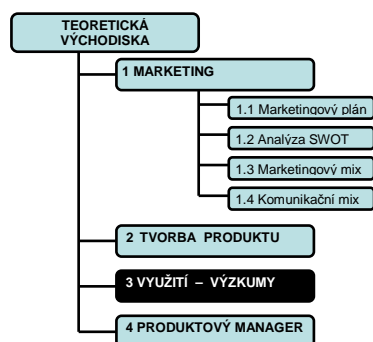 TEORETICKÁ
VÝCHODISKA
1 MARKETING
1.1 Marketingový plán
1.2 Analýza SWOT
1.3 Marketingový mix
1.4 Komunikační mix
2 TVORBA PRODUKTU
3 VYUŽITÍ – VÝZKUMY
4 PRODUKTOVÝ MANAGER